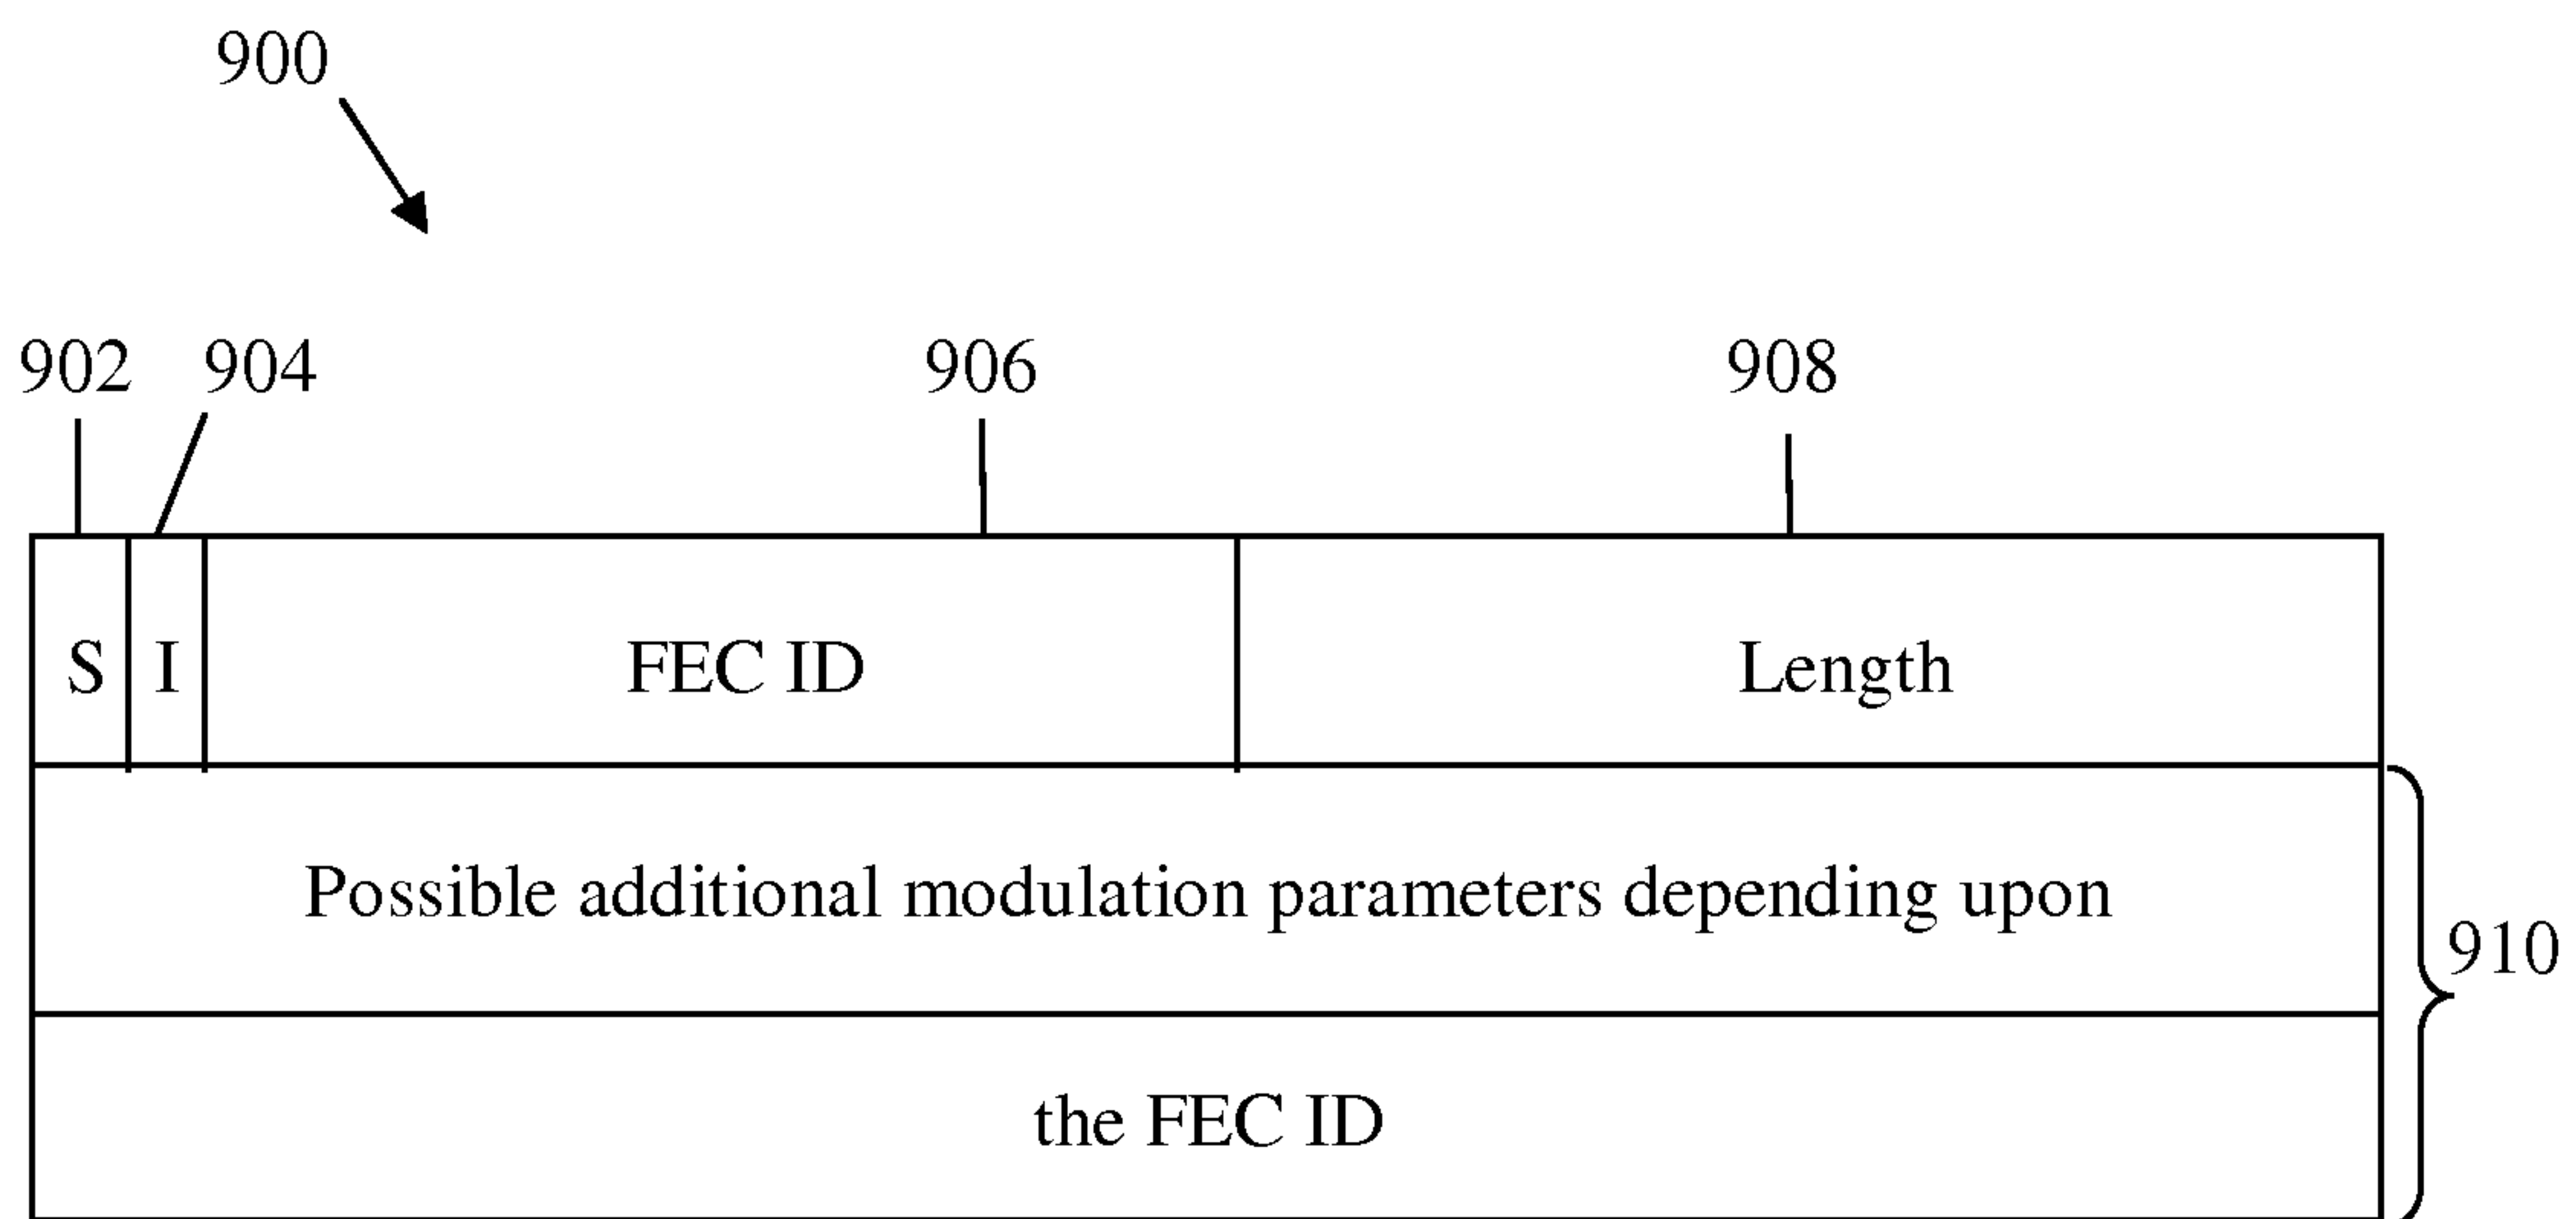 900
902 904 906 908
S I FEC ID Length
Possible additional modulation parameters depending upon
910
the FEC ID